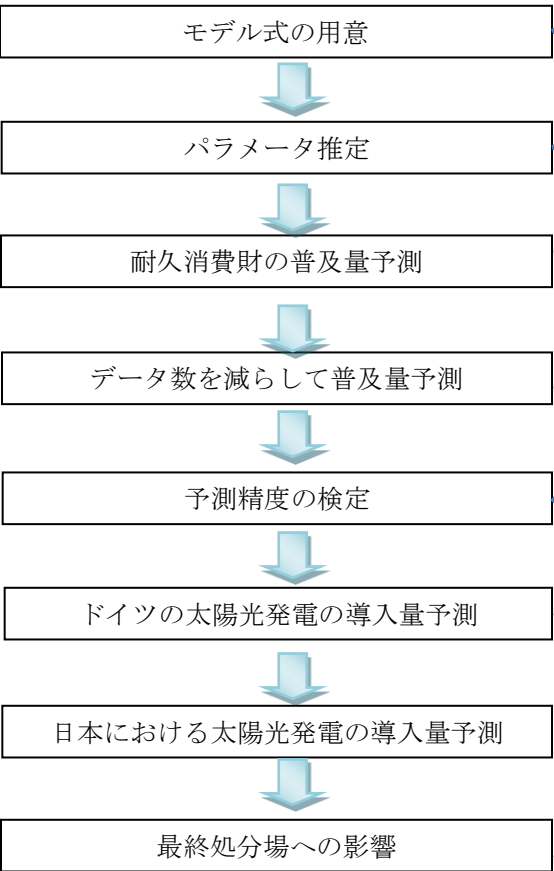 モデル式の用意
パラメータ推定
耐久消費財の普及量予測
データ数を減らして普及量予測
予測精度の検定
ドイツの太陽光発電の導入量予測
日本における太陽光発電の導入量予測
最終処分場への影響